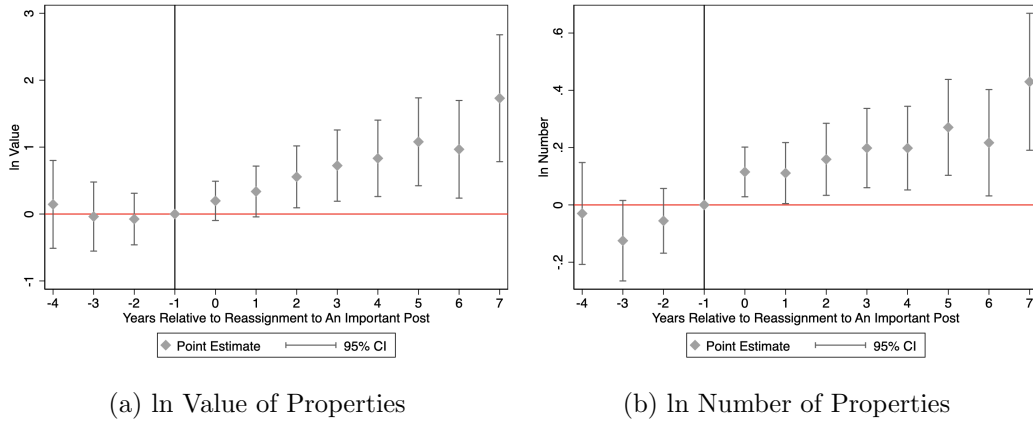 3
2
1
0
-1
ln Value
-4 -3 -2 -1 0 1 2 3 4 5 6 7
Years Relative to Reassignment to An Important Post
Point Estimate 95% CI
(a) ln Value of Properties
.6
.4
.2
0
-.2
ln Number
-4 -3 -2 -1 0 1 2 3 4 5 6 7
Years Relative to Reassignment to An Important Post
Point Estimate 95% CI
(b) ln Number of Properties